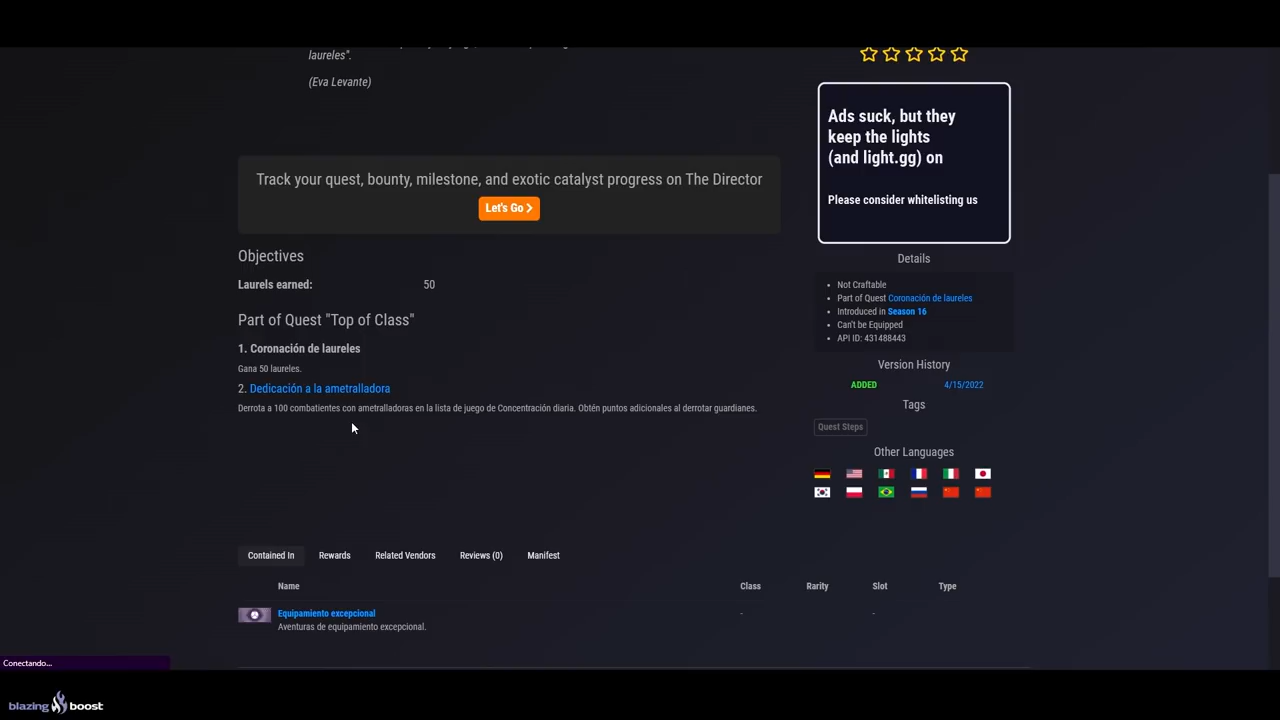 laureles".
(Eva Levante)
Track your quest, bounty, milestone, and exotic catalyst progress on The Director
Let's Go
Objectives
Laurels earned: 50
Part of Quest "Top of Class"
1. Coronación de laureles
Gana 50 laureles.
2. Dedicación a la ametralladora
Derrota a 100 combatientes con ametralladoras en la lista de juego de Concentración diaria. Obtén puntos adicionales al derrotar guardianes.
Ads suck, but they
keep the lights
(and light.gg) on
Please consider whitelisting us
Details
Not Craftable
Part of Quest Coronación de laureles
Introduced in Season 16
Can't be Equipped
API ID: 431488443
Version History
ADDED 4/15/2022
Tags
Quest Steps
Other Languages
Contained In Rewards Related Vendors Reviews (0) Manifest
Name Class Rarity Slot Type
Equipamiento excepcional - -
Aventuras de equipamiento excepcional.
Conectando...
blazing boost